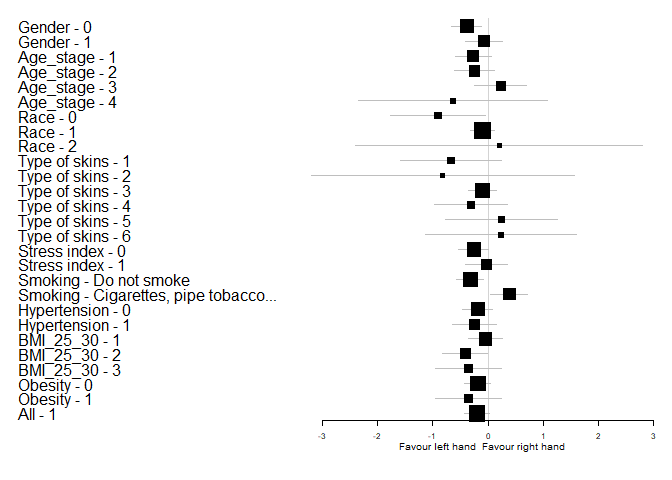 Gender - 0
Gender - 1
Age_stage - 1
Age_stage - 2
Age_stage - 3
Age_stage - 4
Race - 0
Race - 1
Race - 2
Type of skins - 1
Type of skins - 2
Type of skins - 3
Type of skins - 4
Type of skins - 5
Type of skins - 6
Stress index - 0
Stress index - 1
Smoking - Do not smoke
Smoking - Cigarettes, pipe tobacco...
Hypertension - 0
Hypertension - 1
BMI_25_30 - 1
BMI_25_30 - 2
BMI_25_30 - 3
Obesity - 0
Obesity - 1
All - 1
-3 -2 -1 0 1 2 3
Favour left hand Favour right hand